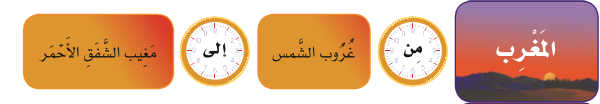 المَغْرِب مِن غُرُوب الشَّمس إلى مَغِيب الشَّفَقِ الأَحْمَر